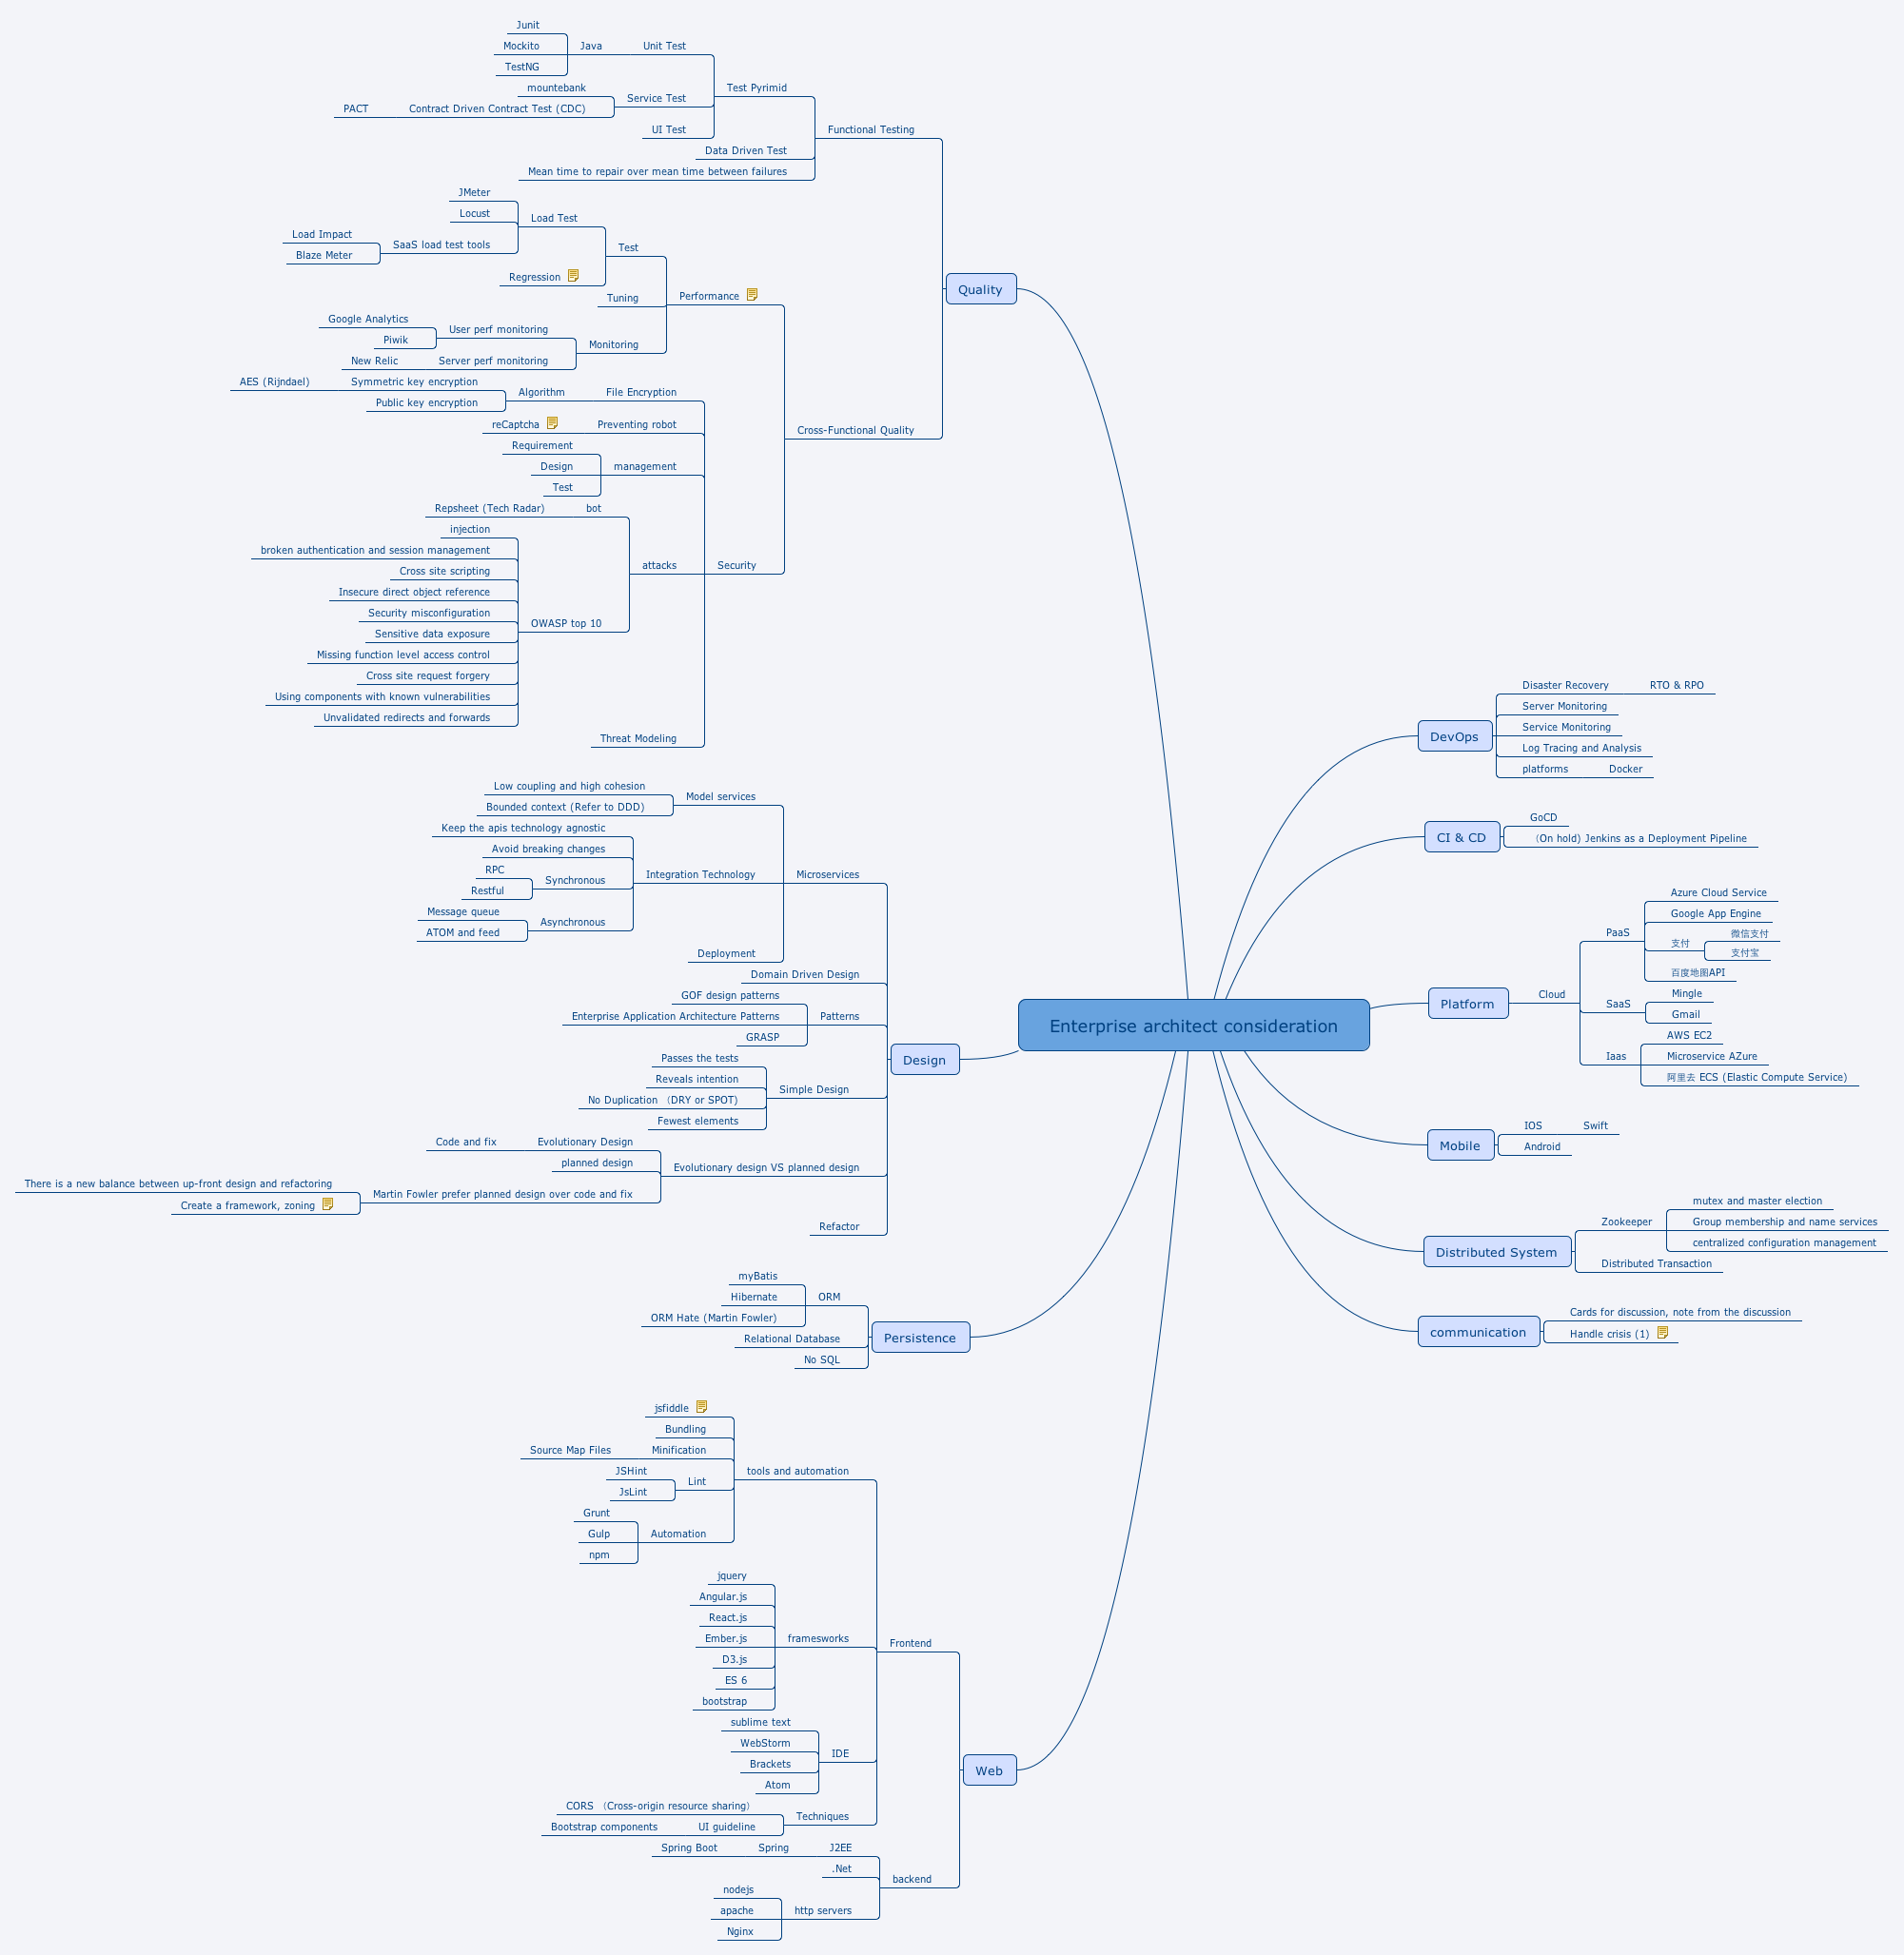 Junit
Mockito
TestNG
Java
Unit Test
mountebank
PACT
Contract Driven Contract Test (CDC)
Service Test
UI Test
Test Pyrimid
Data Driven Test
Mean time to repair over mean time between failures
Functional Testing
JMeter
Locust
Load Impact
Blaze Meter
SaaS load test tools
Load Test
Regression
Test
Tuning
Google Analytics
Piwik
User perf monitoring
New Relic
Server perf monitoring
Monitoring
Performance
AES (Rijndael)
Symmetric key encryption
Public key encryption
Algorithm
File Encryption
reCaptcha
Preventing robot
Requirement
Design
Test
management
Repsheet (Tech Radar)
bot
injection
broken authentication and session management
Cross site scripting
Insecure direct object reference
Security misconfiguration
Sensitive data exposure
Missing function level access control
Cross site request forgery
Using components with known vulnerabilities
Unvalidated redirects and forwards
OWASP top 10
attacks
Threat Modeling
Security
Cross-Functional Quality
Quality
Low coupling and high cohesion
Bounded context (Refer to DDD)
Model services
Keep the apis technology agnostic
Avoid breaking changes
RPC
Restful
Synchronous
Message queue
ATOM and feed
Asynchronous
Integration Technology
Deployment
Microservices
Domain Driven Design
GOF design patterns
Enterprise Application Architecture Patterns
GRASP
Patterns
Passes the tests
Reveals intention
No Duplication （DRY or SPOT)
Fewest elements
Simple Design
Code and fix
Evolutionary Design
planned design
There is a new balance between up-front design and refactoring
Create a framework, zoning
Martin Fowler prefer planned design over code and fix
Evolutionary design VS planned design
Refactor
Design
myBatis
Hibernate
ORM Hate (Martin Fowler)
ORM
Relational Database
No SQL
Persistence
jsfiddle
Bundling
Source Map Files
Minification
JSHint
JsLint
Lint
Grunt
Gulp
npm
Automation
tools and automation
jquery
Angular.js
React.js
Ember.js
D3.js
ES 6
bootstrap
framesworks
sublime text
WebStorm
Brackets
Atom
IDE
CORS （Cross-origin resource sharing）
Bootstrap components
UI guideline
Techniques
Frontend
Spring Boot
Spring
J2EE
.Net
nodejs
apache
Nginx
http servers
backend
Web
Enterprise architect consideration
DevOps
Disaster Recovery
RTO & RPO
Server Monitoring
Service Monitoring
Log Tracing and Analysis
platforms
Docker
CI & CD
GoCD
（On hold) Jenkins as a Deployment Pipeline
Platform
Cloud
PaaS
Azure Cloud Service
Google App Engine
支付
微信支付
支付宝
百度地图API
SaaS
Mingle
Gmail
Iaas
AWS EC2
Microservice AZure
阿里去 ECS (Elastic Compute Service)
Mobile
IOS
Swift
Android
Distributed System
Zookeeper
mutex and master election
Group membership and name services
centralized configuration management
Distributed Transaction
communication
Cards for discussion, note from the discussion
Handle crisis (1)